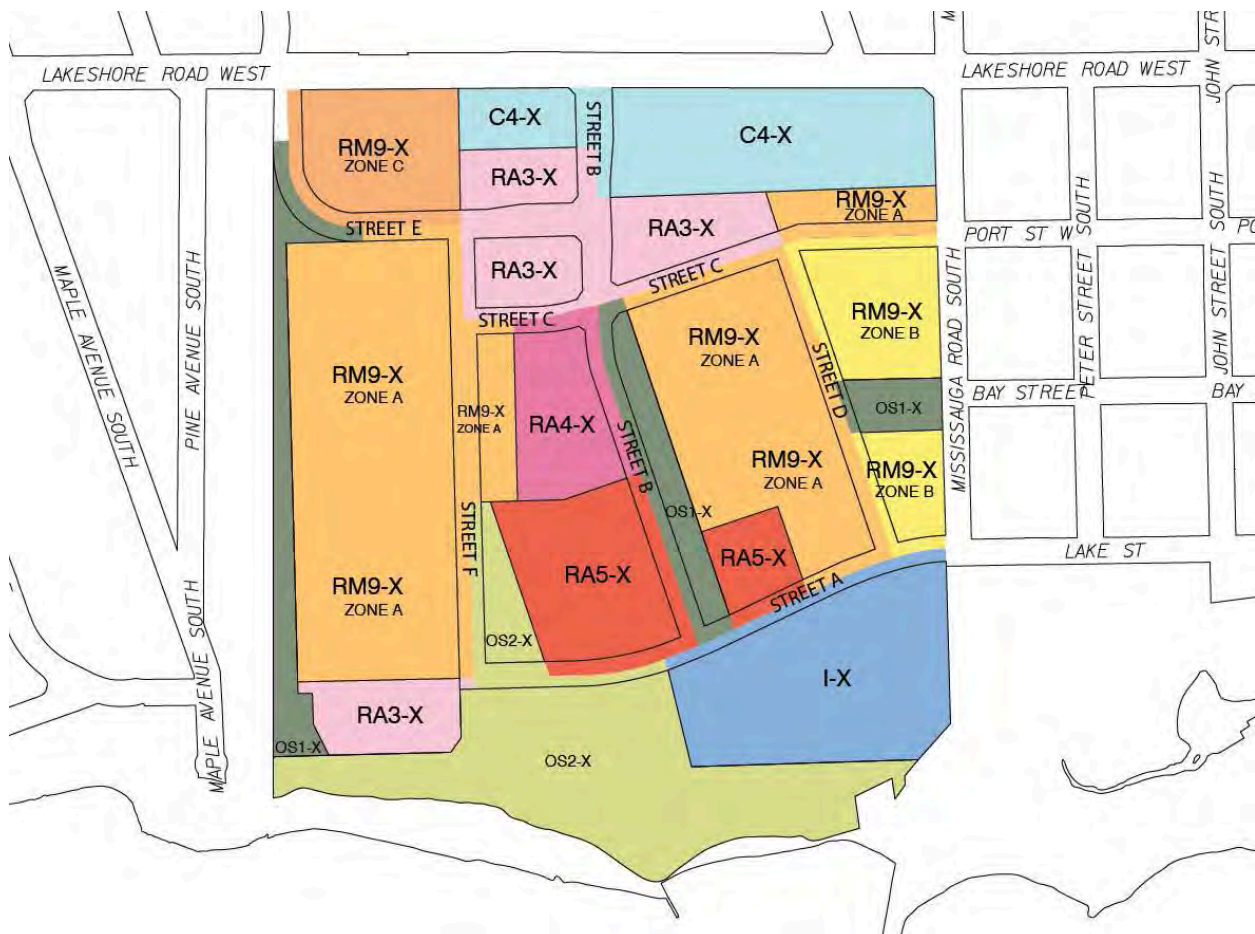 M
JOHN STR
LAKESHORE ROAD WEST
LAKESHORE ROAD WEST
C4-X
STREET B
C4-X
RM9-X
ZONE C
RA3-X
RM9-X
ZONE A
STREET E
RA3-X
PORT ST W
PO
RA3-X
STREET C
STREET C
MAPLE AVENUE SOUTH
PINE AVENUE SOUTH
RM9-X
ZONE A
RM9-X
ZONE A
RM9-X
ZONE B
STREET D
MISSISSAUGA ROAD SOUTH
PETER STREET SOUTH
JOHN STREET SOUTH
RM9-X
ZONE A
RA4-X
STREET B
OS1-X
BAY STREET
BAY
RM9-X
ZONE A
RM9-X
ZONE B
STREET F
OS1-X
LAKE ST
RM9-X
ZONE A
RA5-X
RA5-X
STREET A
MAPLE AVENUE SOUTH
OS2-X
I-X
RA3-X
OS1-X
OS2-X